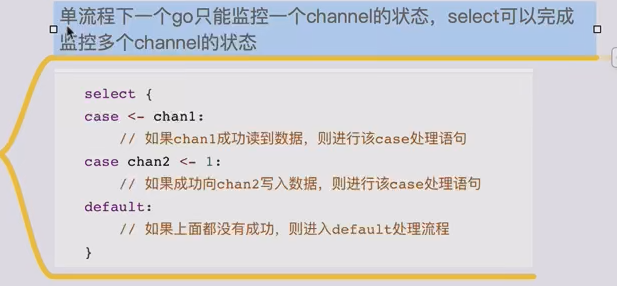 单流程下一个go只能监控一个channel的状态，select可以完成
监控多个channel的状态
select {
case <- chan1:
// 如果chan1成功读到数据，则进行该case处理语句
case chan2 <- 1:
// 如果成功向chan2写入数据，则进行该case处理语句
default:
// 如果上面都没有成功，则进入default处理流程
}